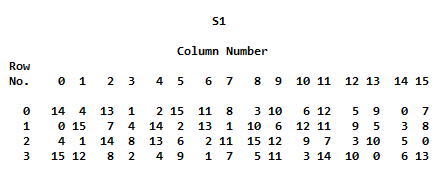 S1
Column Number
Row
No. 0 1 2 3 4 5 6 7 8 9 10 11 12 13 14 15
0 14 4 13 1 2 15 11 8 3 10 6 12 5 9 0 7
1 0 15 7 4 14 2 13 1 10 6 12 11 9 5 3 8
2 4 1 14 8 13 6 2 11 15 12 9 7 3 10 5 0
3 15 12 8 2 4 9 1 7 5 11 3 14 10 0 6 13